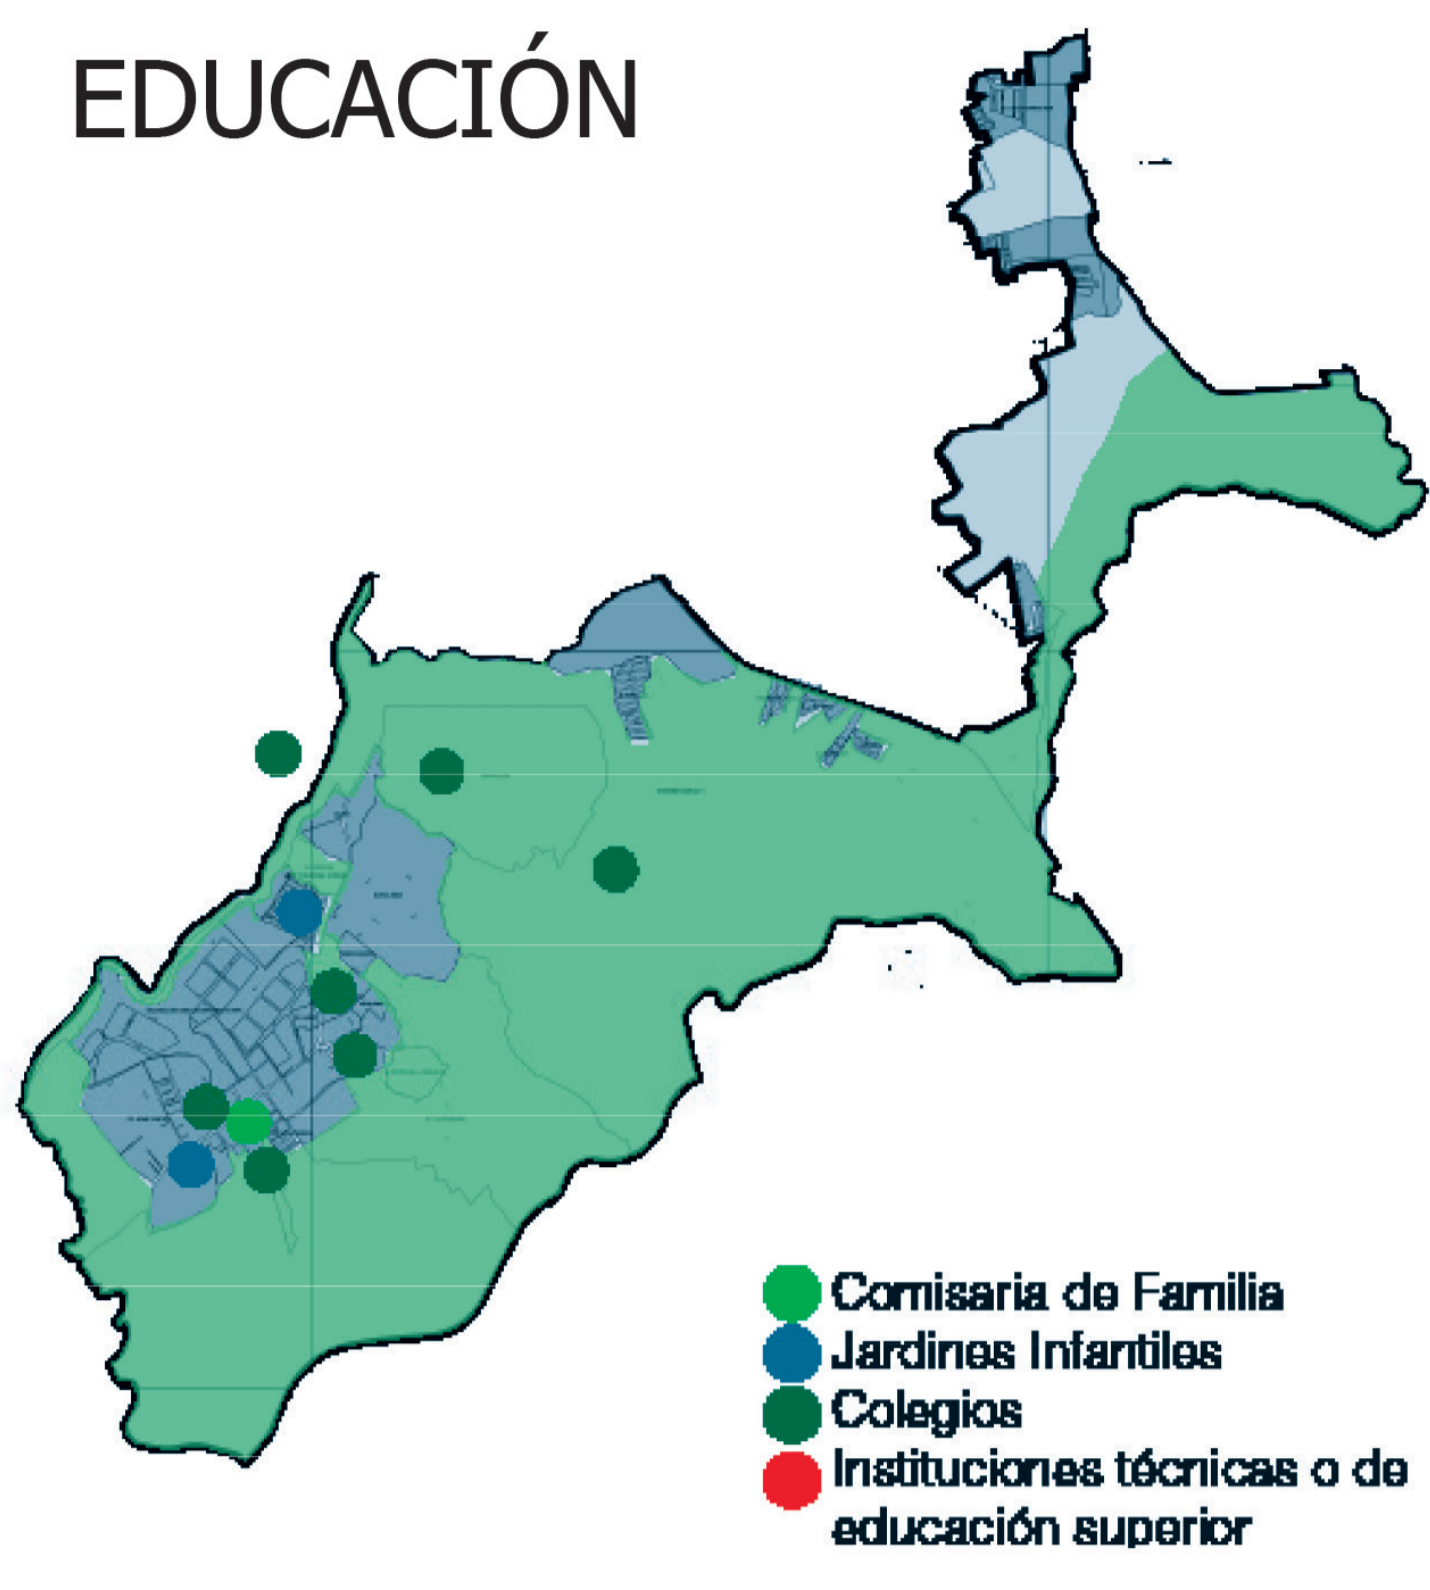 EDUCACIÓN
Comisaria de Familia
Jardines Infantiles
Colegios
Instituciones técnicas o de
educación superior